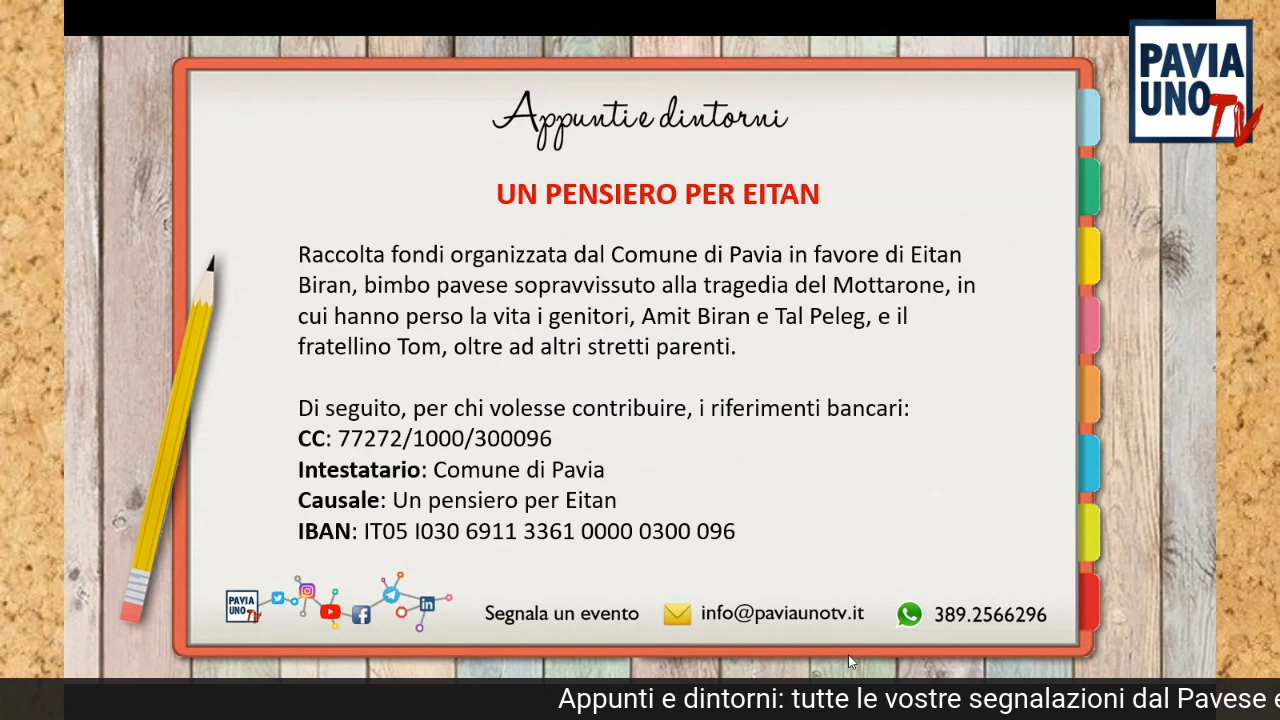 PAVIA
UNO TV
Appunti e dintorni
UN PENSIERO PER EITAN
Raccolta fondi organizzata dal Comune di Pavia in favore di Eitan
Biran, bimbo pavese sopravvissuto alla tragedia del Mottarone, in
cui hanno perso la vita i genitori, Amit Biran e Tal Peleg, e il
fratellino Tom, oltre ad altri stretti parenti.
Di seguito, per chi volesse contribuire, i riferimenti bancari:
CC: 77272/1000/300096
Intestatario: Comune di Pavia
Causale: Un pensiero per Eitan
IBAN: IT05 I030 6911 3361 0000 0300 096
PAVIA
UNO TV
Segnala un evento info@paviaunotv.it 389.2566296
Appunti e dintorni: tutte le vostre segnalazioni dal Pavese e